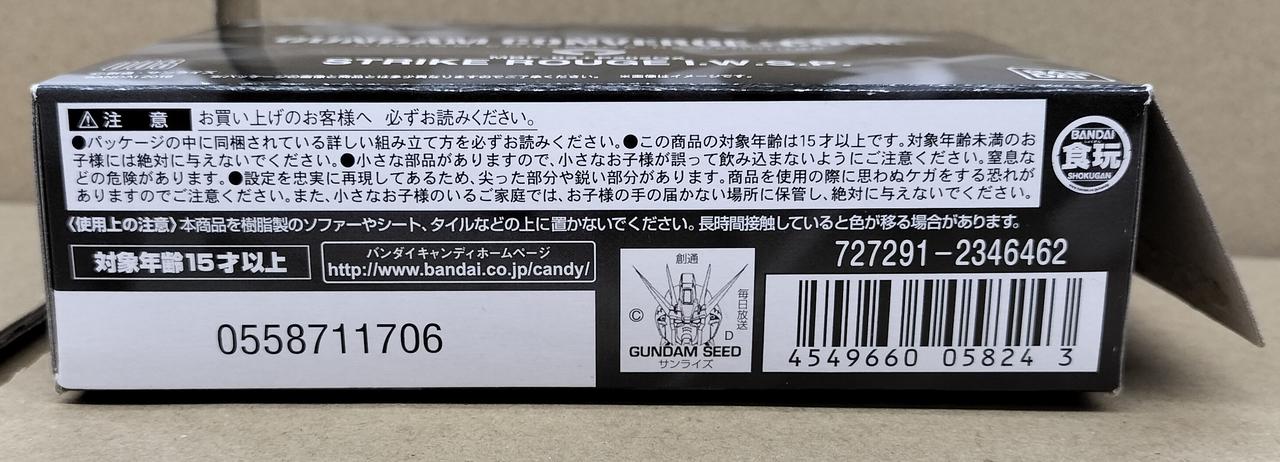 STRIKE ROUGE I.W.S.P.
※画像はイメージです。
⚠注 意 お買い上げのお客様へ 必ずお読みください。
●パッケージの中に同梱されている詳しい組み立て方を必ずお読みください。●この商品の対象年齢は15才以上です。対象年齢未満のお
子様には絶対に与えないでください。●小さな部品がありますので、小さなお子様が誤って飲み込まないようにご注意ください。窒息な
どの危険があります。●設定を忠実に再現してあるため、尖った部分や鋭い部分があります。商品を使用の際に思わぬケガをする恐れが
ありますのでご注意ください。また、小さなお子様のいるご家庭では、お子様の手の届かない場所に保管し、絶対に与えないでください。
BANDAI
食玩
SHOKUGAN
《使用上の注意》本商品を樹脂製のソファーやシート、タイルなどの上に置かないでください。長時間接触していると色が移る場合があります。
対象年齢15才以上
バンダイキャンディホームページ
http://www.bandai.co.jp/candy/
0558711706
創通
©
毎日放送
D
GUNDAM SEED
サンライズ
727291-2346462
4549660 05824 3